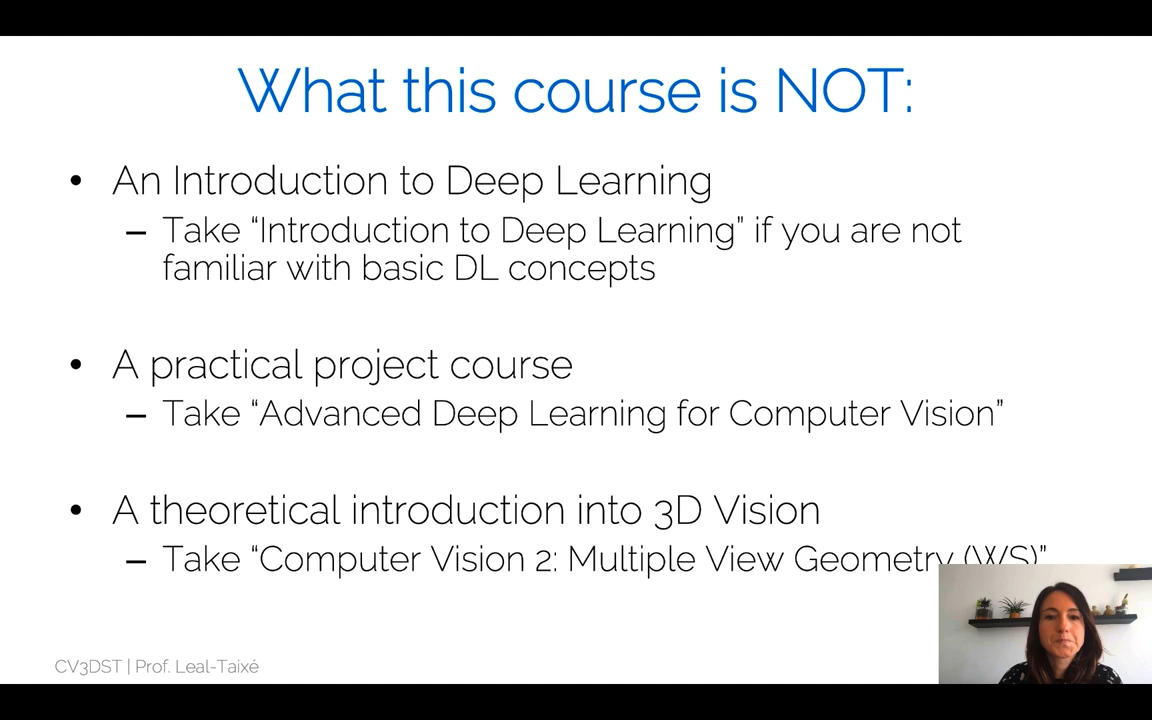 What this course is NOT:
• An Introduction to Deep Learning
– Take “Introduction to Deep Learning” if you are not
familiar with basic DL concepts
• A practical project course
– Take “Advanced Deep Learning for Computer Vision”
• A theoretical introduction into 3D Vision
– Take “Computer Vision 2: Multiple View Geometry (WS)”
CV3DST | Prof. Leal-Taixé